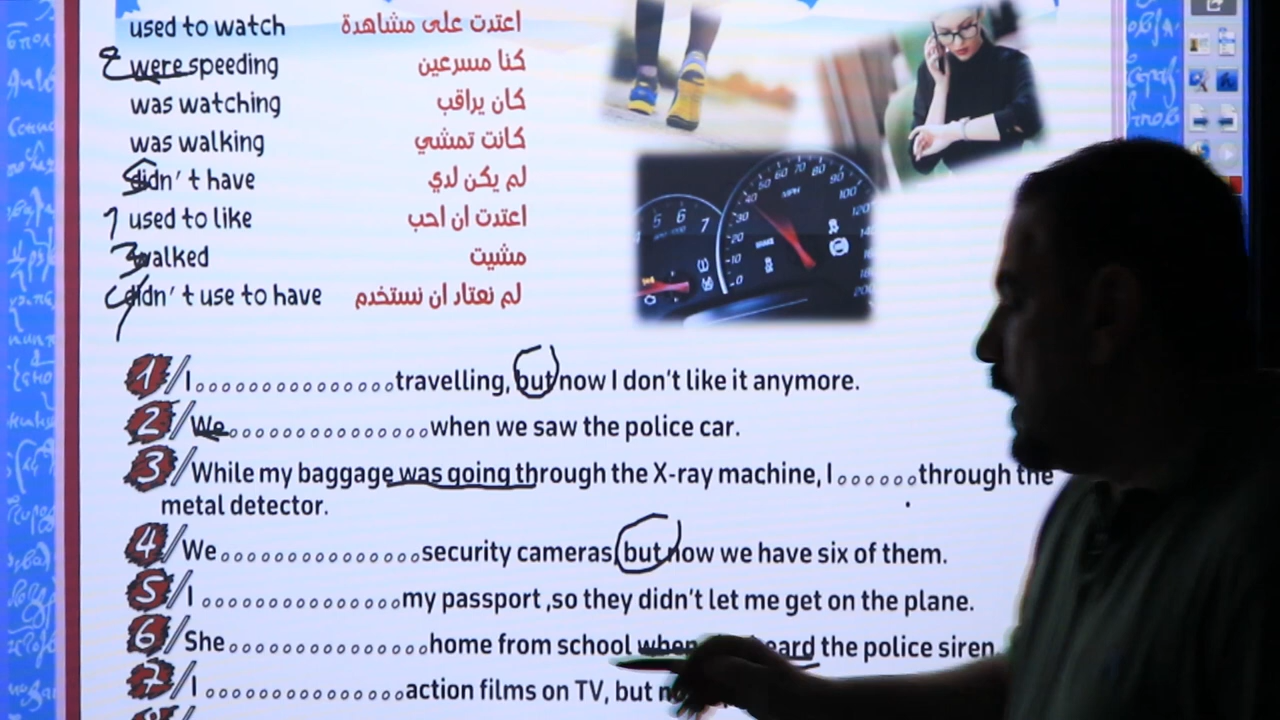 used to watch اعتدت على مشاهدة
2 were speeding كنا مسرعين
was watching كان يراقب
was walking كانت تمشي
5 didn't have لم يكن لدي
1 used to like اعتدت ان احب
3 walked مشيت
4 didn't use to have لم نعتاد ان نستخدم
1/ I...............travelling, but now I don't like it anymore.
2/ We...............when we saw the police car.
3/ While my baggage was going through the X-ray machine, I......through the
metal detector.
4/ We...............security cameras, but now we have six of them.
5/ I ...............my passport ,so they didn't let me get on the plane.
6/ She...............home from school when heard the police siren.
7/ I ...............action films on TV, but